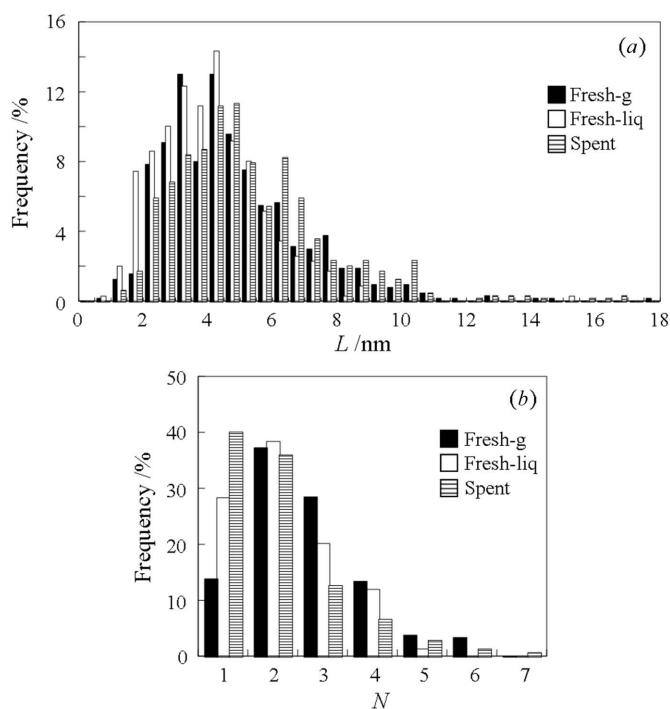 (a)
16
12
8
4
0
Frequency /%
Fresh-g
Fresh-liq
Spent
0 2 4 6 8 10 12 14 16 18
L /nm
(b)
50
40
30
20
10
0
Frequency /%
Fresh-g
Fresh-liq
Spent
1 2 3 4 5 6 7
N